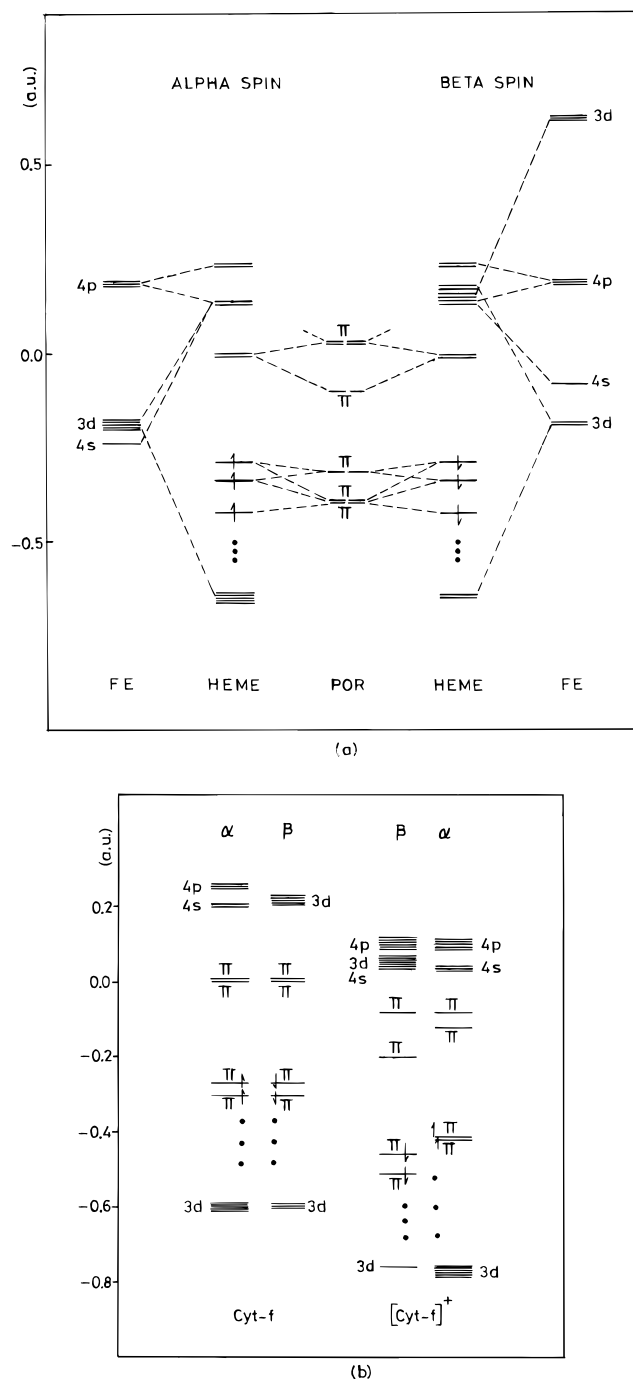 (a.u.)
ALPHA SPIN BETA SPIN
3d
0.5
4p 4p
π
0.0
4s
π
3d 3d
4s
π
π
π
-0.5
FE HEME POR HEME FE
(a)
(a.u.)
α β β α
4p
4s 3d
0.2
4p 4p
3d
4s 4s
π π
0.0
π π
π π
π
π
-0.2
π π
π π
-0.4
π π
π π
-0.6
3d 3d
3d 3d
-0.8
Cyt-f [Cyt-f]+
(b)